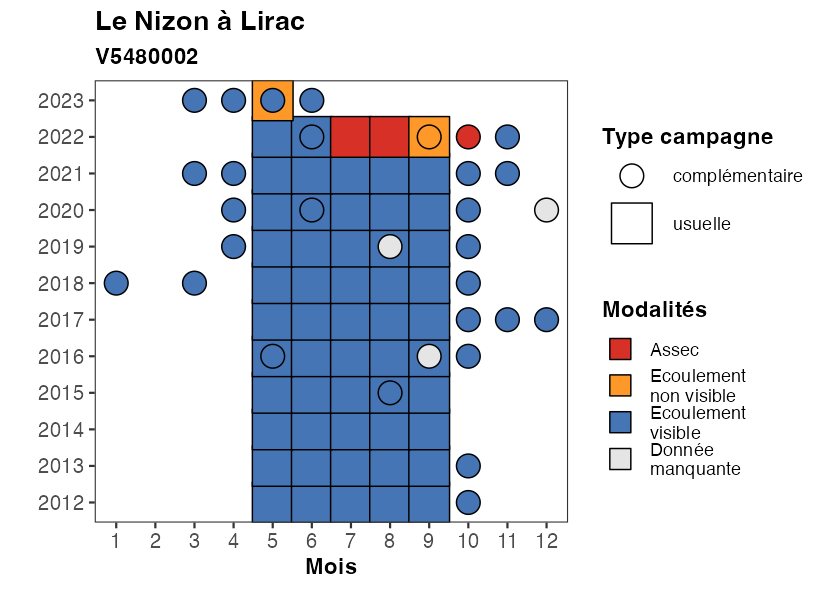 Le Nizon à Lirac
V5480002
2023
2022
2021
2020
2019
2018
2017
2016
2015
2014
2013
2012
1 2 3 4 5 6 7 8 9 10 11 12
Mois
Type campagne
complémentaire
usuelle
Modalités
Assec
Ecoulement
non visible
Ecoulement
visible
Donnée
manquante